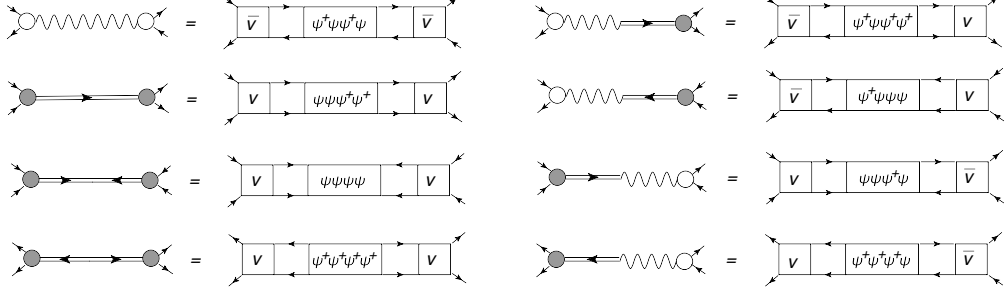 = V̅ ψ⁺ψψ⁺ψ V̅ = V̅ ψ⁺ψψ⁺ψ⁺ V
= V ψψψ⁺ψ⁺ V = V̅ ψ⁺ψψψ V
= V ψψψψ V = V ψψψ⁺ψ V̅
= V ψ⁺ψ⁺ψ⁺ψ⁺ V = V ψ⁺ψ⁺ψ⁺ψ V̅